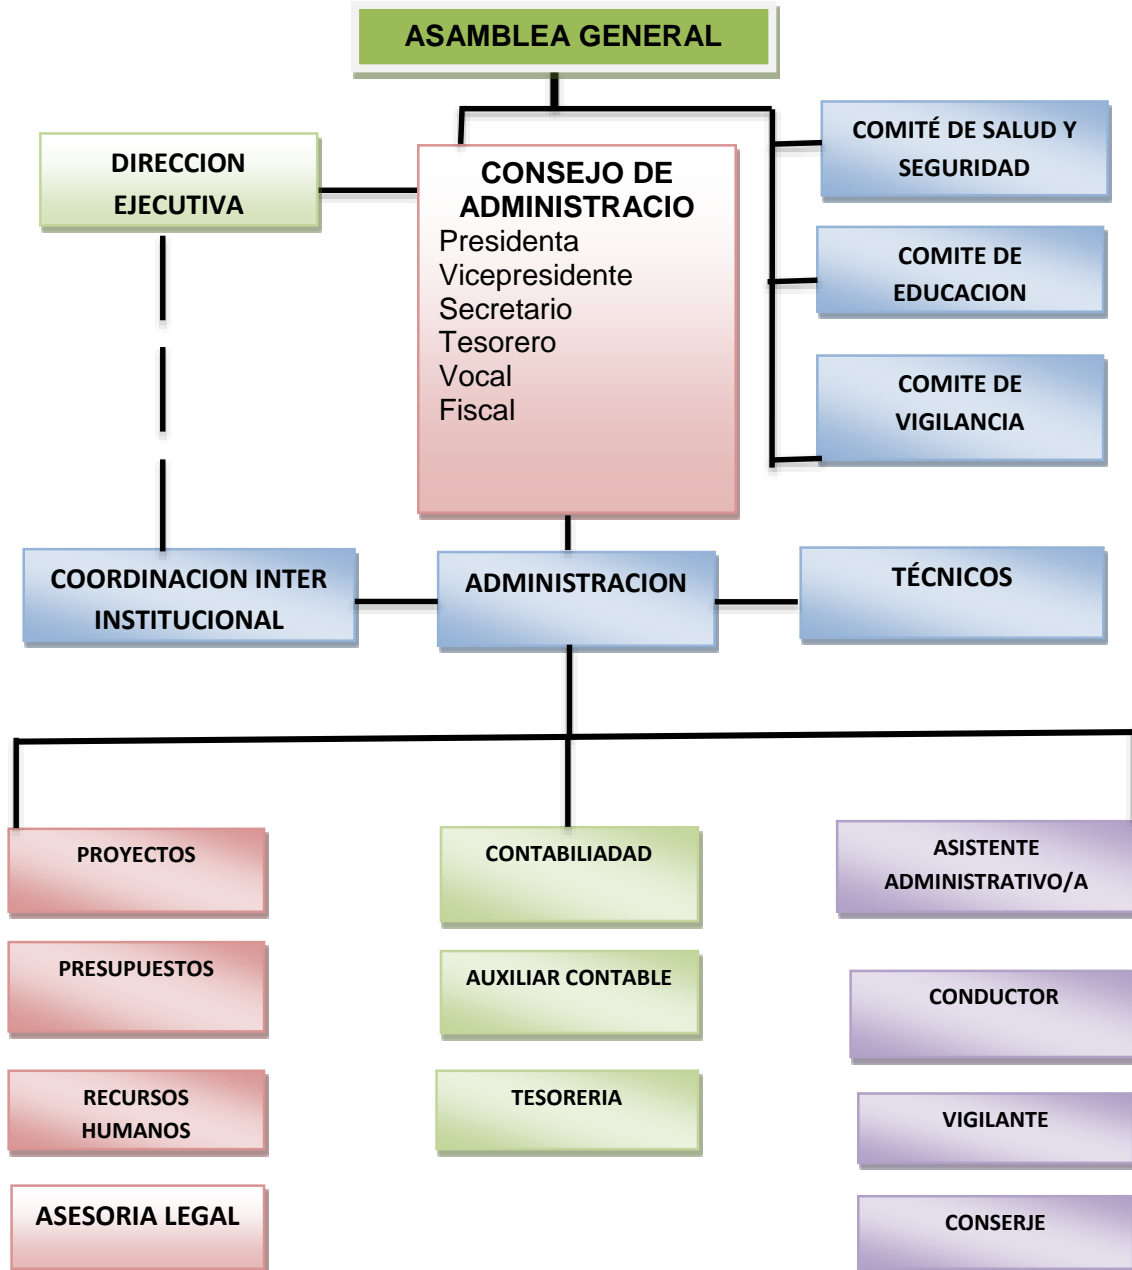 ASAMBLEA GENERAL
DIRECCION
EJECUTIVA
CONSEJO DE
ADMINISTRACIO
Presidenta
Vicepresidente
Secretario
Tesorero
Vocal
Fiscal
COMITÉ DE SALUD Y
SEGURIDAD
COMITE DE
EDUCACION
COMITE DE
VIGILANCIA
COORDINACION INTER
INSTITUCIONAL
ADMINISTRACION
TÉCNICOS
PROYECTOS
PRESUPUESTOS
RECURSOS
HUMANOS
ASESORIA LEGAL
CONTABILIADAD
AUXILIAR CONTABLE
TESORERIA
ASISTENTE
ADMINISTRATIVO/A
CONDUCTOR
VIGILANTE
CONSERJE